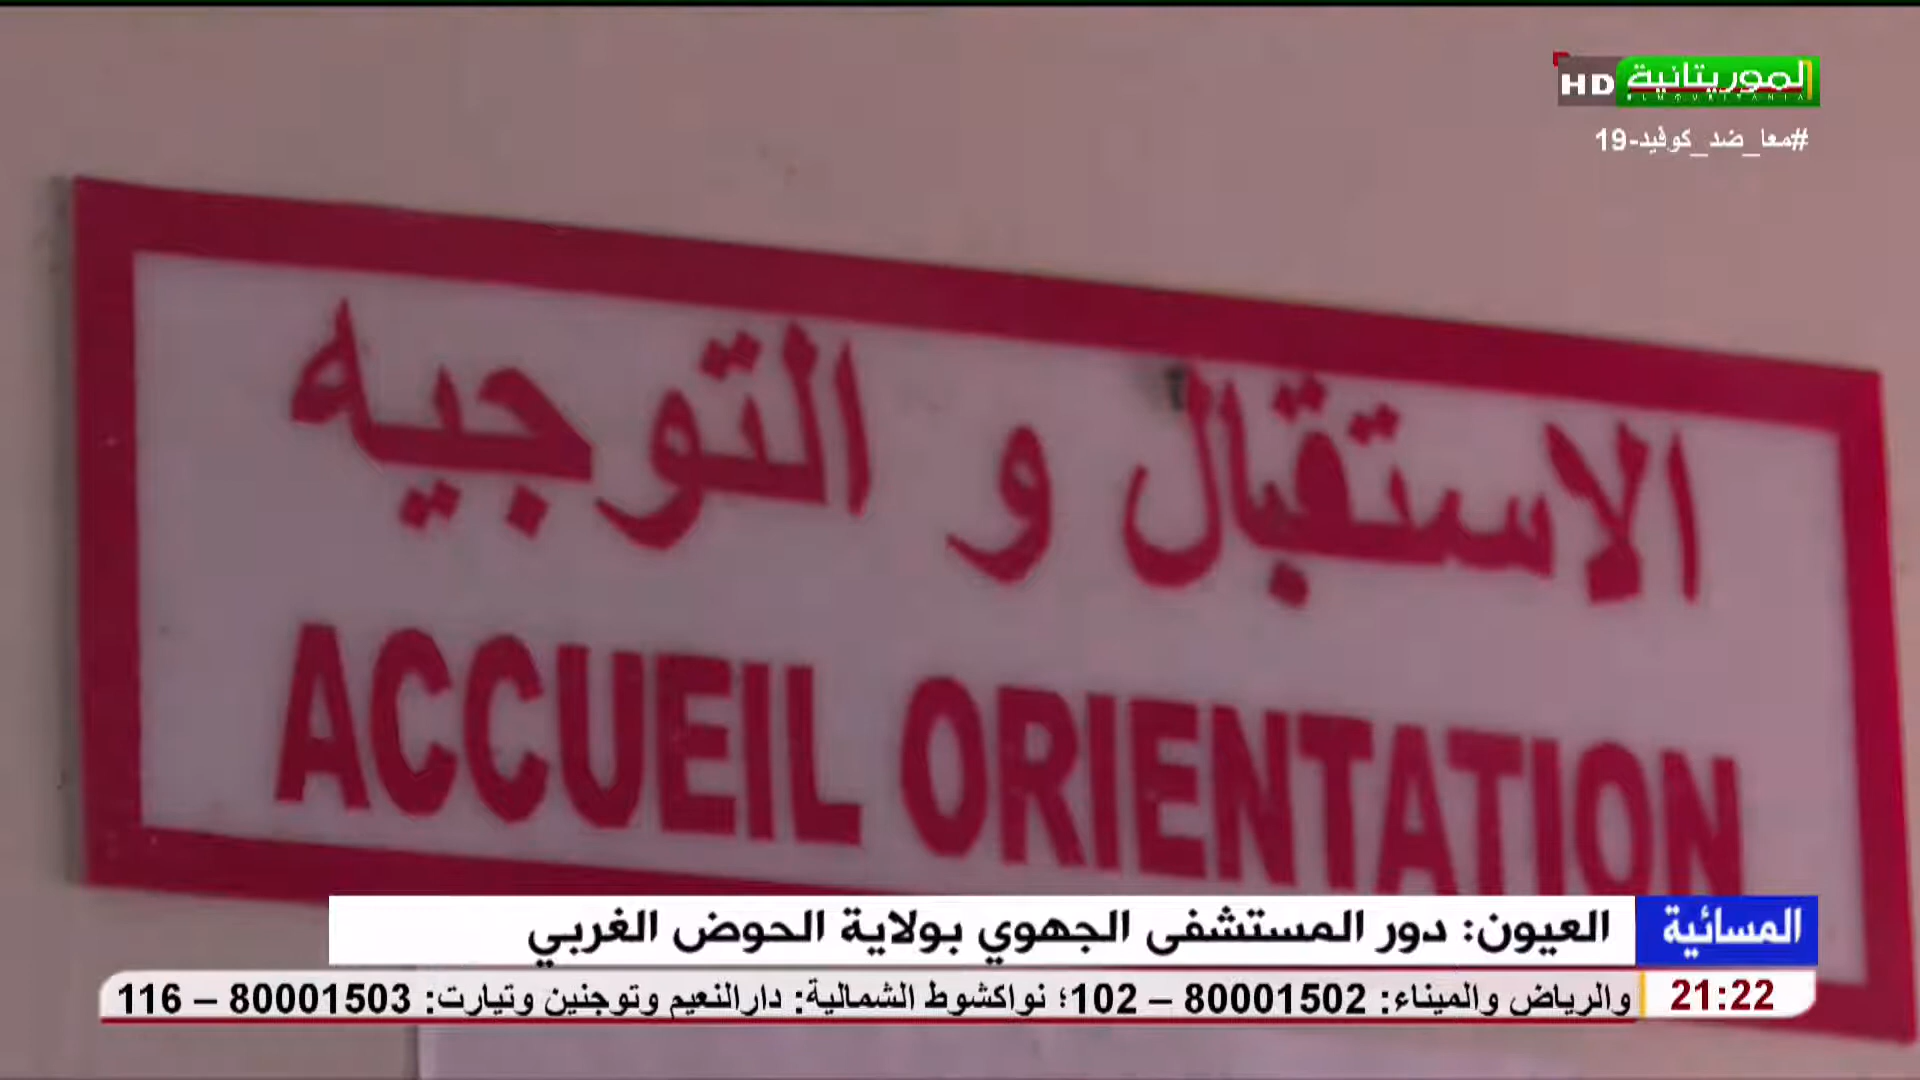 HD الموريتانية
ELMOURITANIA
#معا_ضد_كوفيد-19
الاستقبال و التوجيه
ACCUEIL ORIENTATION
المسائية
العيون: دور المستشفى الجهوي بولاية الحوض الغربي
21:22
والرياض والميناء: 80001502 – 102؛ نواكشوط الشمالية: دارالنعيم وتوجنين وتيارت: 80001503 – 116